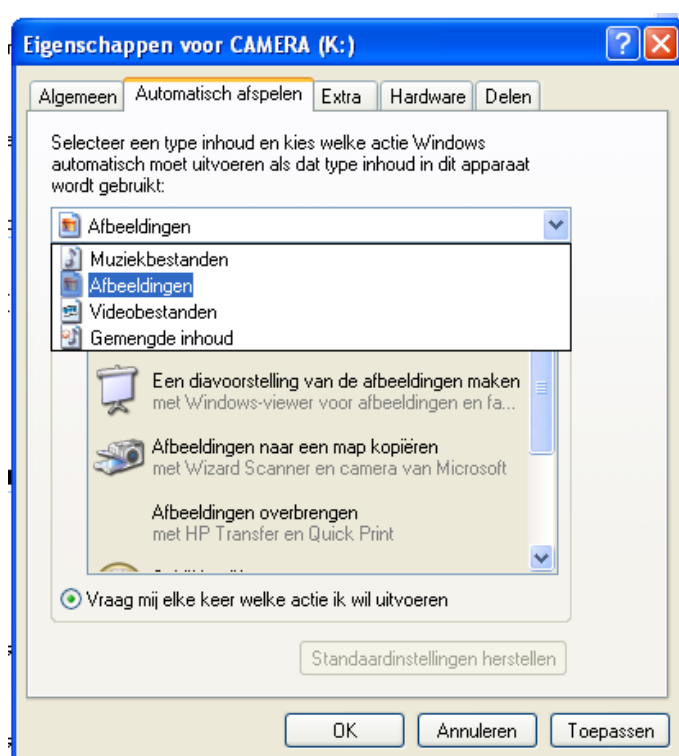 Eigenschappen voor CAMERA (K:)
Algemeen Automatisch afspelen Extra Hardware Delen
Selecteer een type inhoud en kies welke actie Windows
automatisch moet uitvoeren als dat type inhoud in dit apparaat
wordt gebruikt:
Afbeeldingen
Muziekbestanden
Afbeeldingen
Videobestanden
Gemengde inhoud
Een diavoorstelling van de afbeeldingen maken
met Windows-viewer voor afbeeldingen en fa...
Afbeeldingen naar een map kopiëren
met Wizard Scanner en camera van Microsoft
Afbeeldingen overbrengen
met HP Transfer en Quick Print
Vraag mij elke keer welke actie ik wil uitvoeren
Standaardinstellingen herstellen
OK Annuleren Toepassen